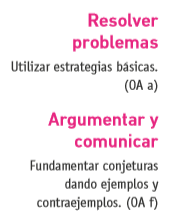 Resolver
problemas
Utilizar estrategias básicas.
(OA a)
Argumentar y
comunicar
Fundamentar conjeturas
dando ejemplos y
contraejemplos. (OA f)